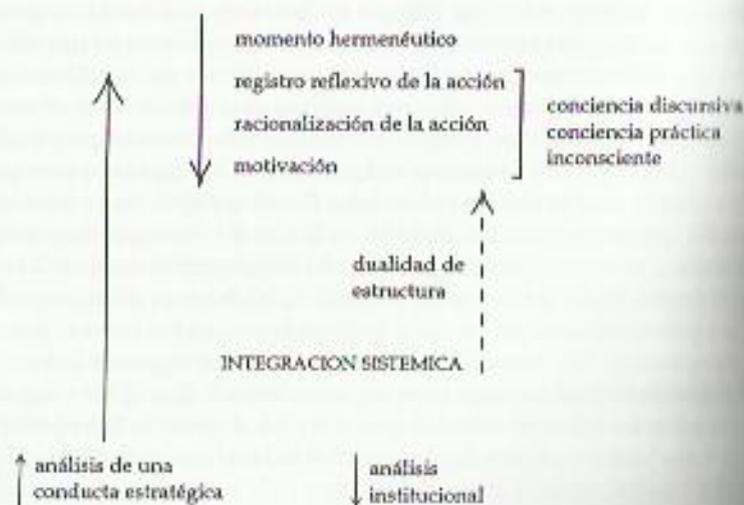 momento hermenéutico
registro reflexivo de la acción
racionalización de la acción
motivación
conciencia discursiva
conciencia práctica
inconsciente
dualidad de
estructura
INTEGRACION SISTEMICA
análisis de una
conducta estratégica
análisis
institucional